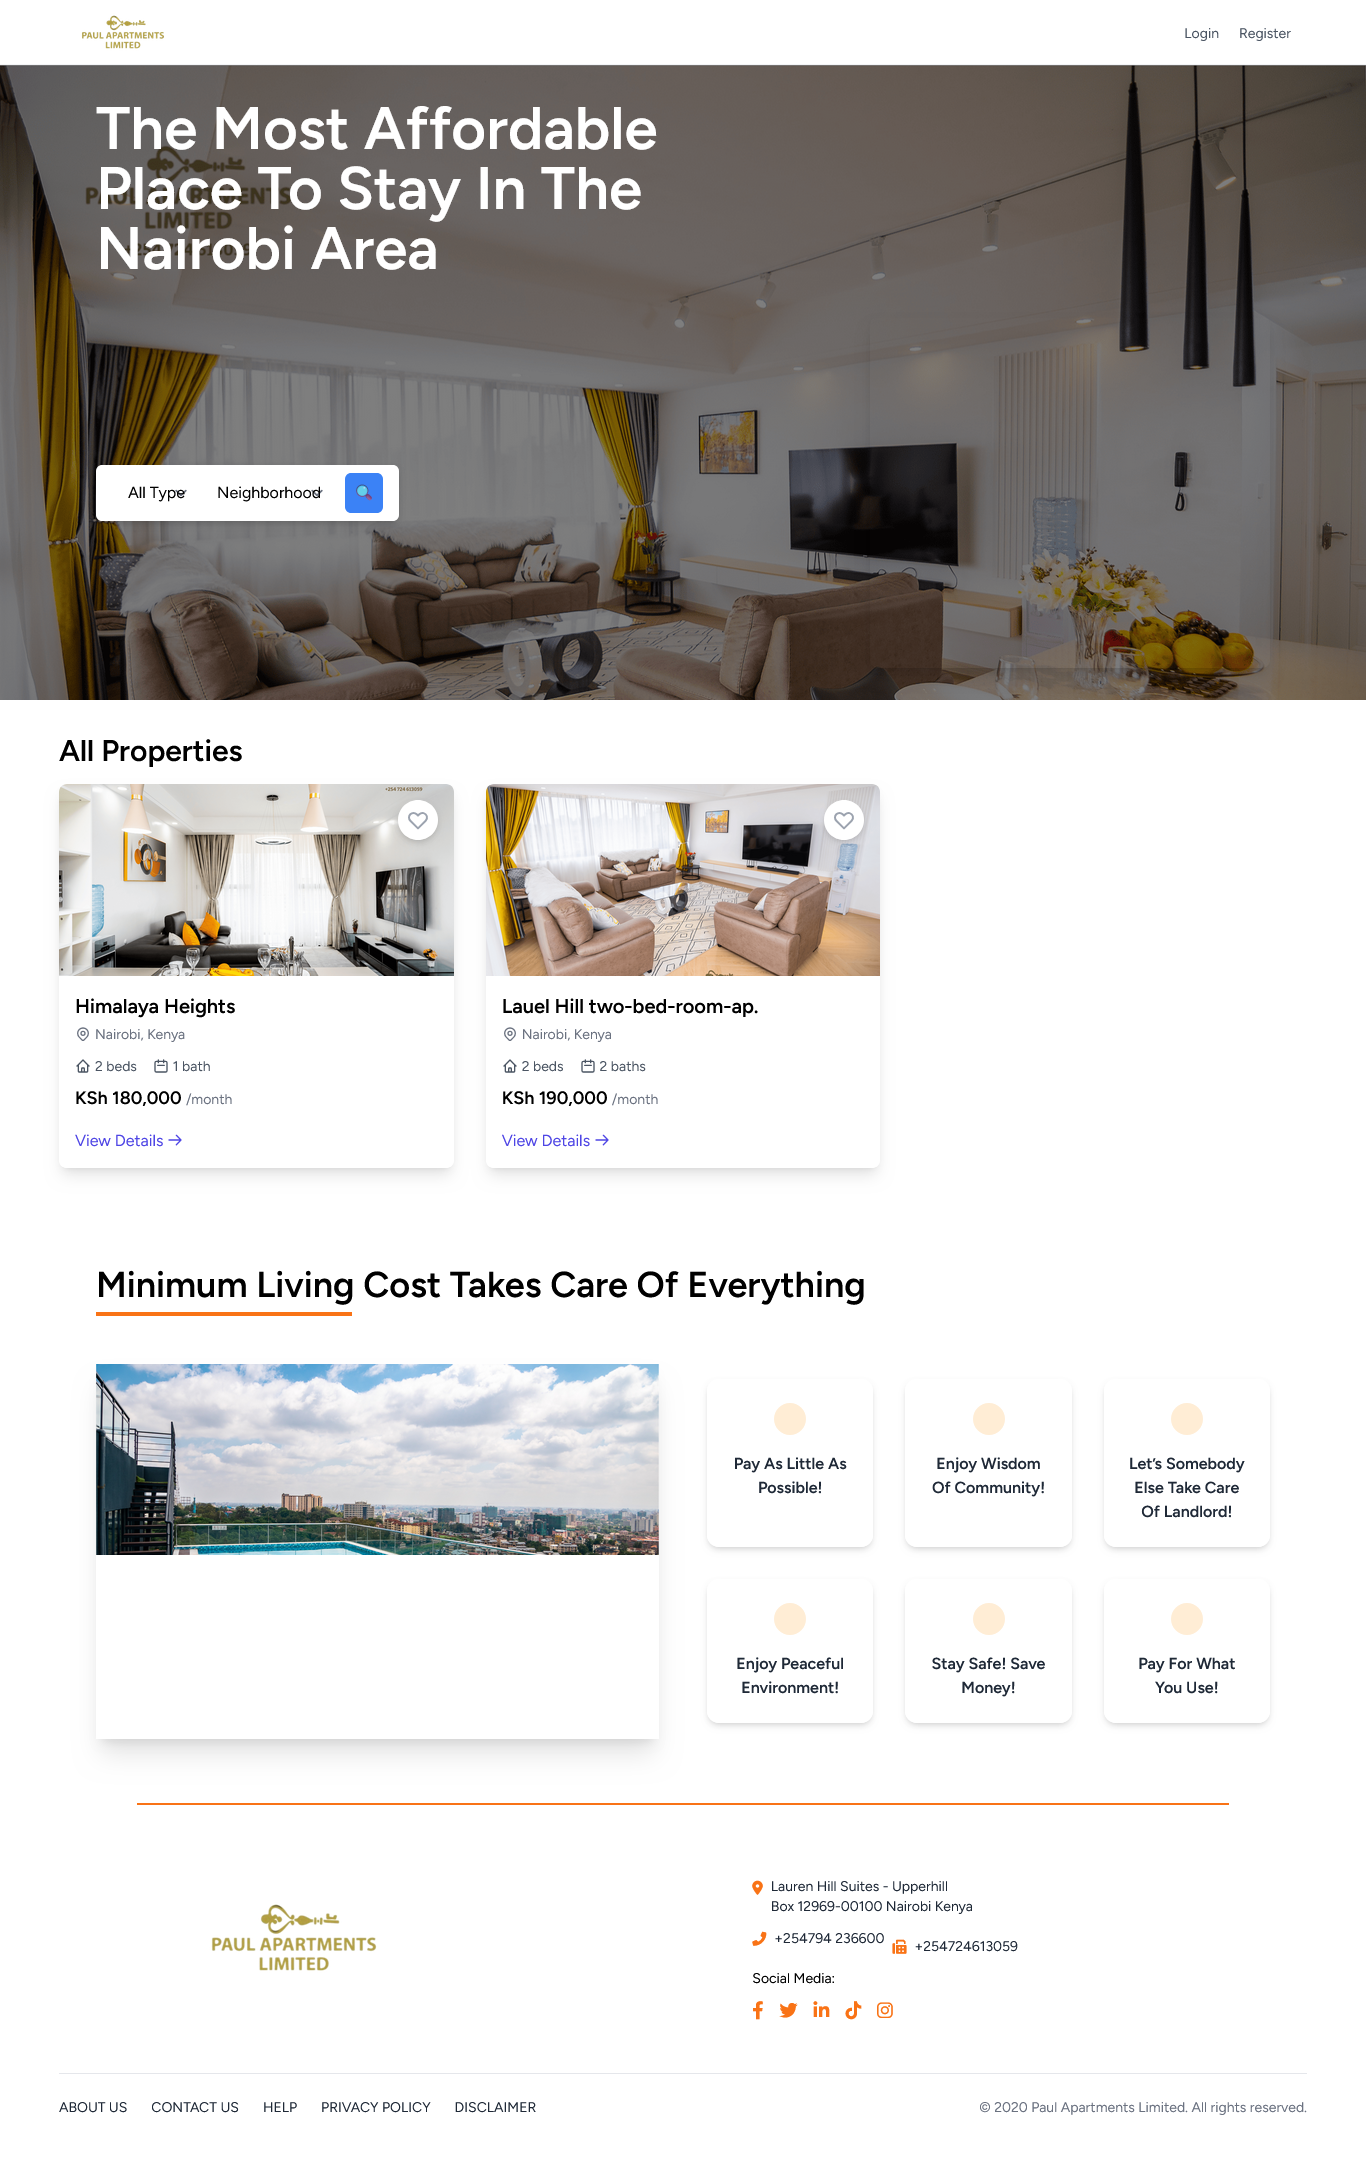 PAUL APARTMENTS
LIMITED
Login
Register
The Most Affordable
Place To Stay In The
Nairobi Area
PAUL APARTMENTS
LIMITED
All Type
Neighborhood
All Properties
+254 724 613059
Himalaya Heights
Nairobi, Kenya
2 beds
1 bath
KSh 180,000 /month
View Details →
Lauel Hill two-bed-room-ap.
Nairobi, Kenya
2 beds
2 baths
KSh 190,000 /month
View Details →
Minimum Living Cost Takes Care Of Everything
Pay As Little As
Possible!
Enjoy Wisdom
Of Community!
Let's Somebody
Else Take Care
Of Landlord!
Enjoy Peaceful
Environment!
Stay Safe! Save
Money!
Pay For What
You Use!
PAUL APARTMENTS
LIMITED
Lauren Hill Suites - Upperhill
Box 12969-00100 Nairobi Kenya
+254794 236600
+254724613059
Social Media:
ABOUT US
CONTACT US
HELP
PRIVACY POLICY
DISCLAIMER
© 2020 Paul Apartments Limited. All rights reserved.